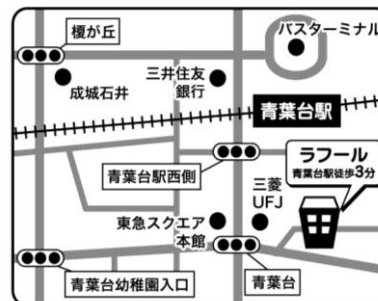 榎が丘
バスターミナル
成城石井
三井住友
銀行
青葉台駅
ラフール
青葉台駅徒歩3分
青葉台駅西側
三菱
UFJ
東急スクエア
本館
青葉台幼稚園入口
青葉台